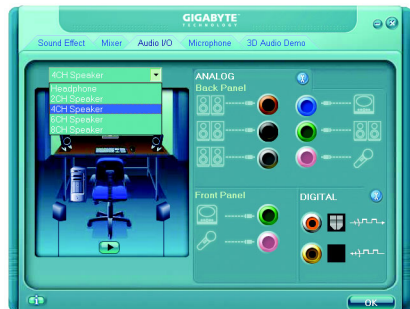 GIGABYTE
Sound Effect Mixer Audio I/O Microphone 3D Audio Demo
4CH Speaker
Headphone
2CH Speaker
4CH Speaker
6CH Speaker
8CH Speaker
ANALOG
Back Panel
Front Panel
DIGITAL
OK